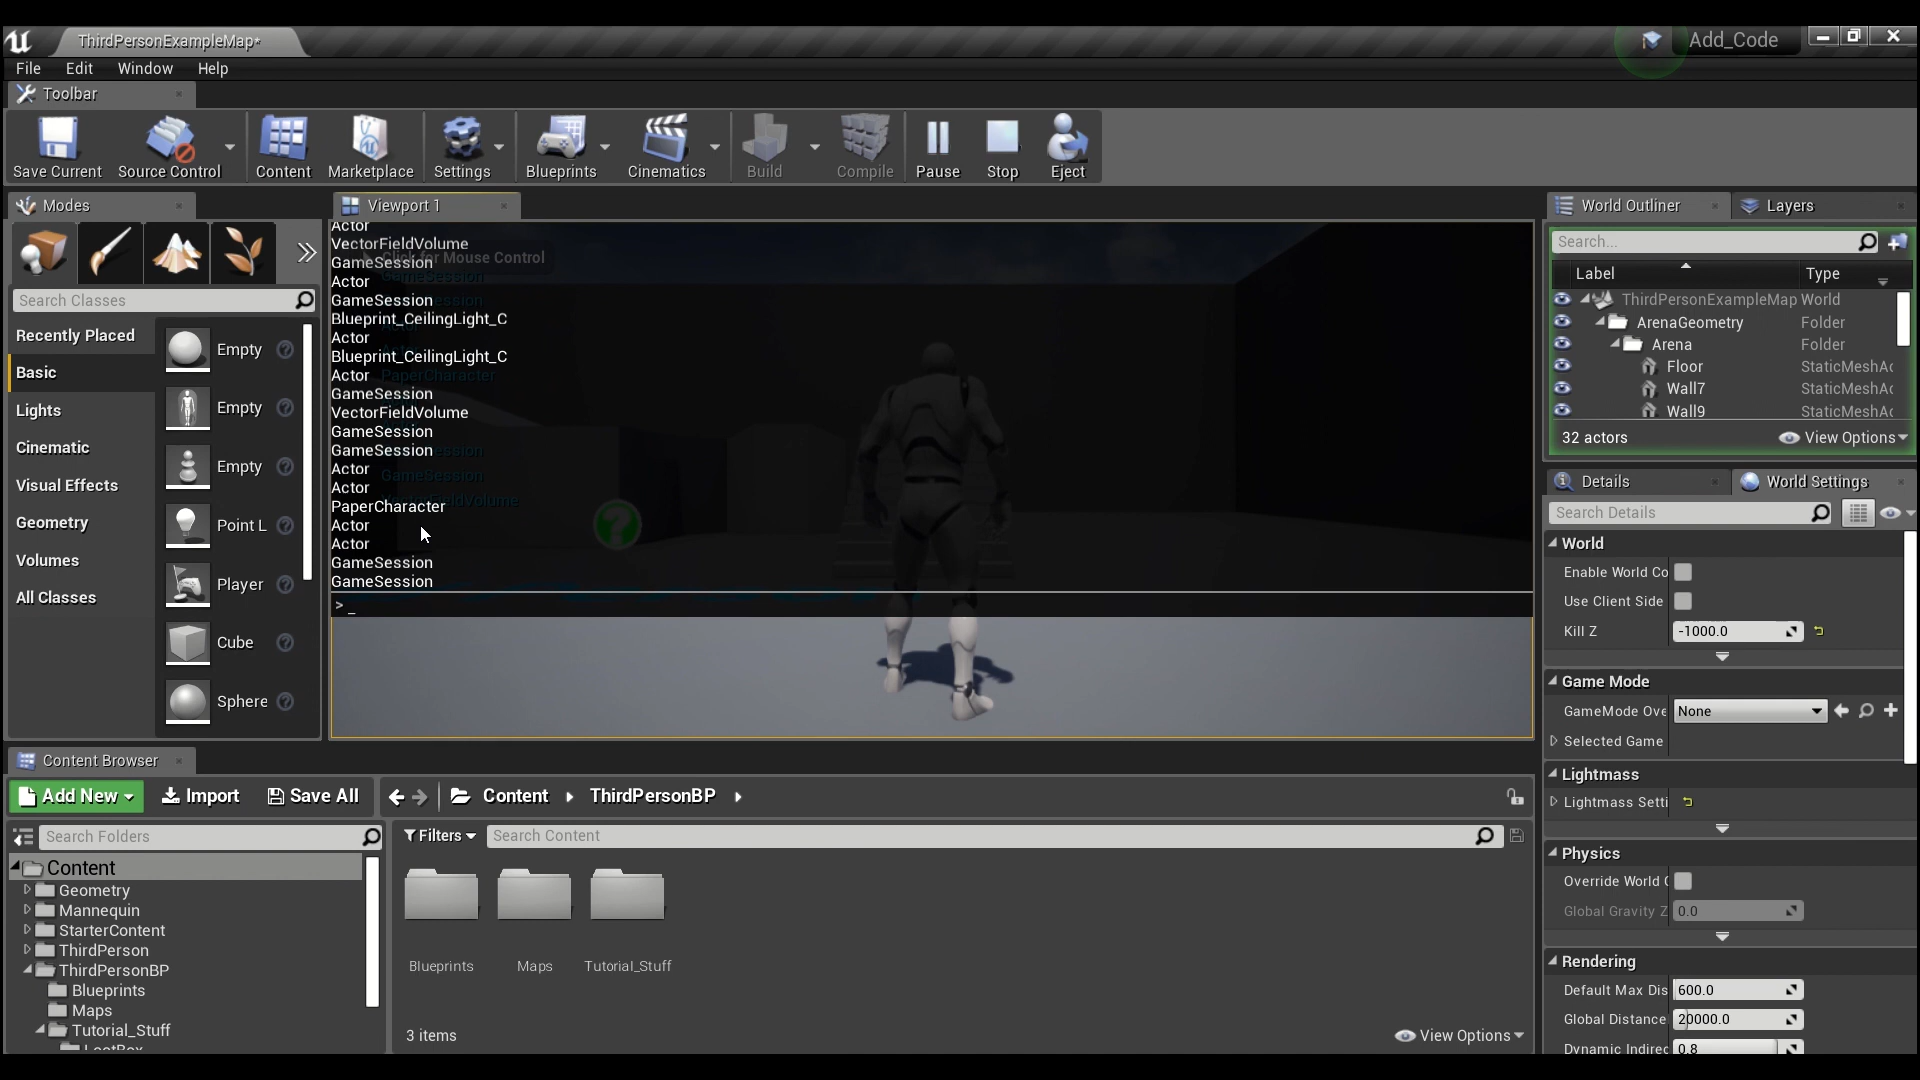 ThirdPersonExampleMap*
Add_Code
File Edit Window Help
Toolbar
Save Current Source Control Content Marketplace Settings Blueprints Cinematics Build Compile Pause Stop Eject
Modes
Viewport 1
World Outliner
Layers
Search Classes
Recently Placed
Basic
Lights
Cinematic
Visual Effects
Geometry
Volumes
All Classes
Empty
Empty
Empty
Point L
Player
Cube
Sphere
Actor
VectorFieldVolume
Click for Mouse Control
GameSession
Actor
GameSession
Blueprint_CeilingLight_C
Actor
Blueprint_CeilingLight_C
Actor
PaperCharacter
GameSession
VectorFieldVolume
GameSession
GameSession
Actor
GameSession
Actor
VectorFieldVolume
PaperCharacter
Actor
Actor
GameSession
GameSession
>_
Search...
Label Type
ThirdPersonExampleMap World
ArenaGeometry Folder
Arena Folder
Floor StaticMeshAc
Wall7 StaticMeshAc
Wall9 StaticMeshAc
32 actors
View Options
Details
World Settings
Search Details
World
Enable World Co
Use Client Side
Kill Z -1000.0
Game Mode
GameMode Ove None
Selected Game
Lightmass
Lightmass Setti
Physics
Override World G
Global Gravity Z 0.0
Rendering
Default Max Dis 600.0
Global Distance 20000.0
Dynamic Indirec 0.8
Content Browser
Add New Import Save All Content ThirdPersonBP
Search Folders
Filters Search Content
Content
Geometry
Mannequin
StarterContent
ThirdPerson
ThirdPersonBP
Blueprints
Maps
Tutorial_Stuff
LootBox
Blueprints Maps Tutorial_Stuff
3 items
View Options